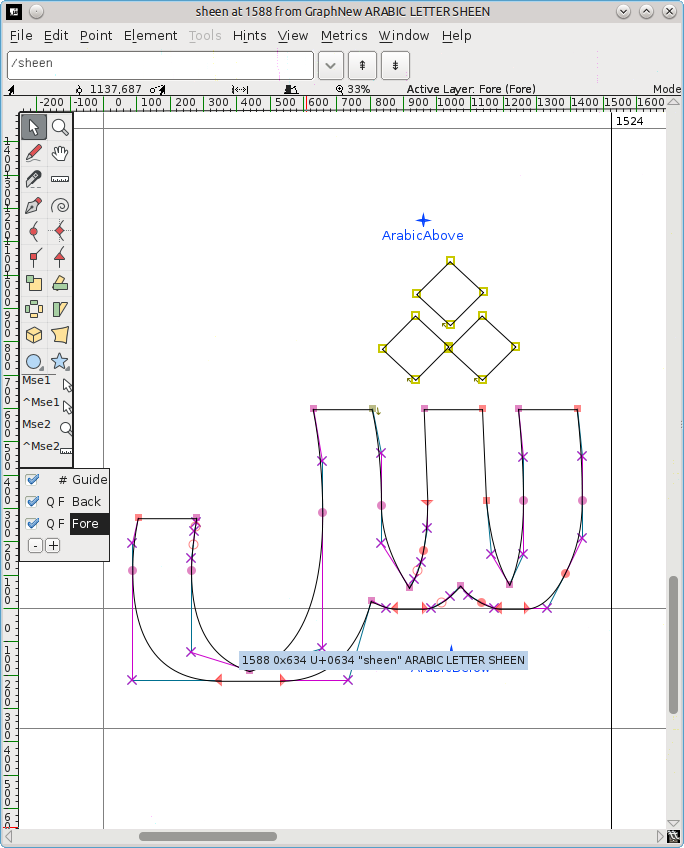 sheen at 1588 from GraphNew ARABIC LETTER SHEEN
File Edit Point Element Tools Hints View Metrics Window Help
/sheen
1137,687 33% Active Layer: Fore (Fore) Mode
-200 -100 0 100 200 300 400 500 600 700 800 900 1000 1100 1200 1300 1400 1500 1600
1524
ArabicAbove
Mse1
^Mse1
Mse2
^Mse2
# Guide
Q F Back
Q F Fore
- +
1588 0x634 U+0634 "sheen" ARABIC LETTER SHEEN
ArabicBelow